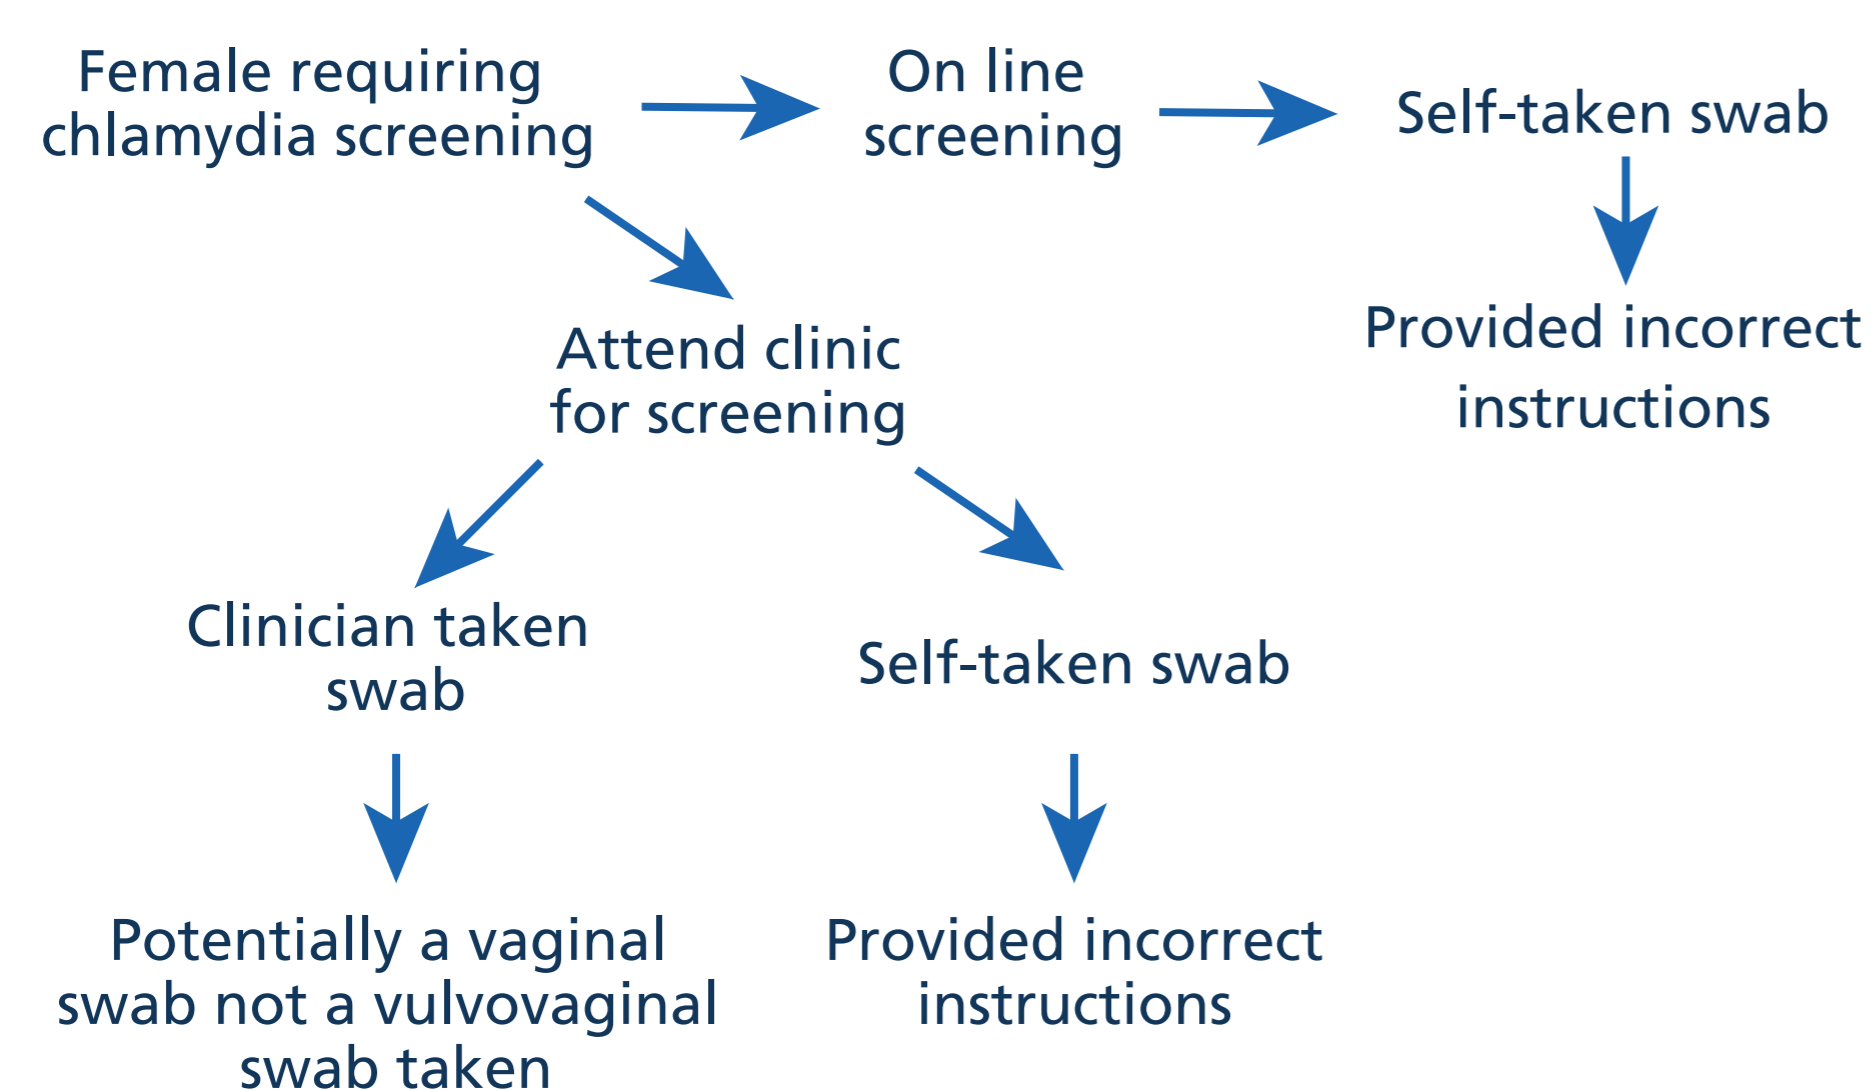 Female requiring
chlamydia screening
On line
screening
Self-taken swab
Provided incorrect
instructions
Attend clinic
for screening
Clinician taken
swab
Self-taken swab
Potentially a vaginal
swab not a vulvovaginal
swab taken
Provided incorrect
instructions